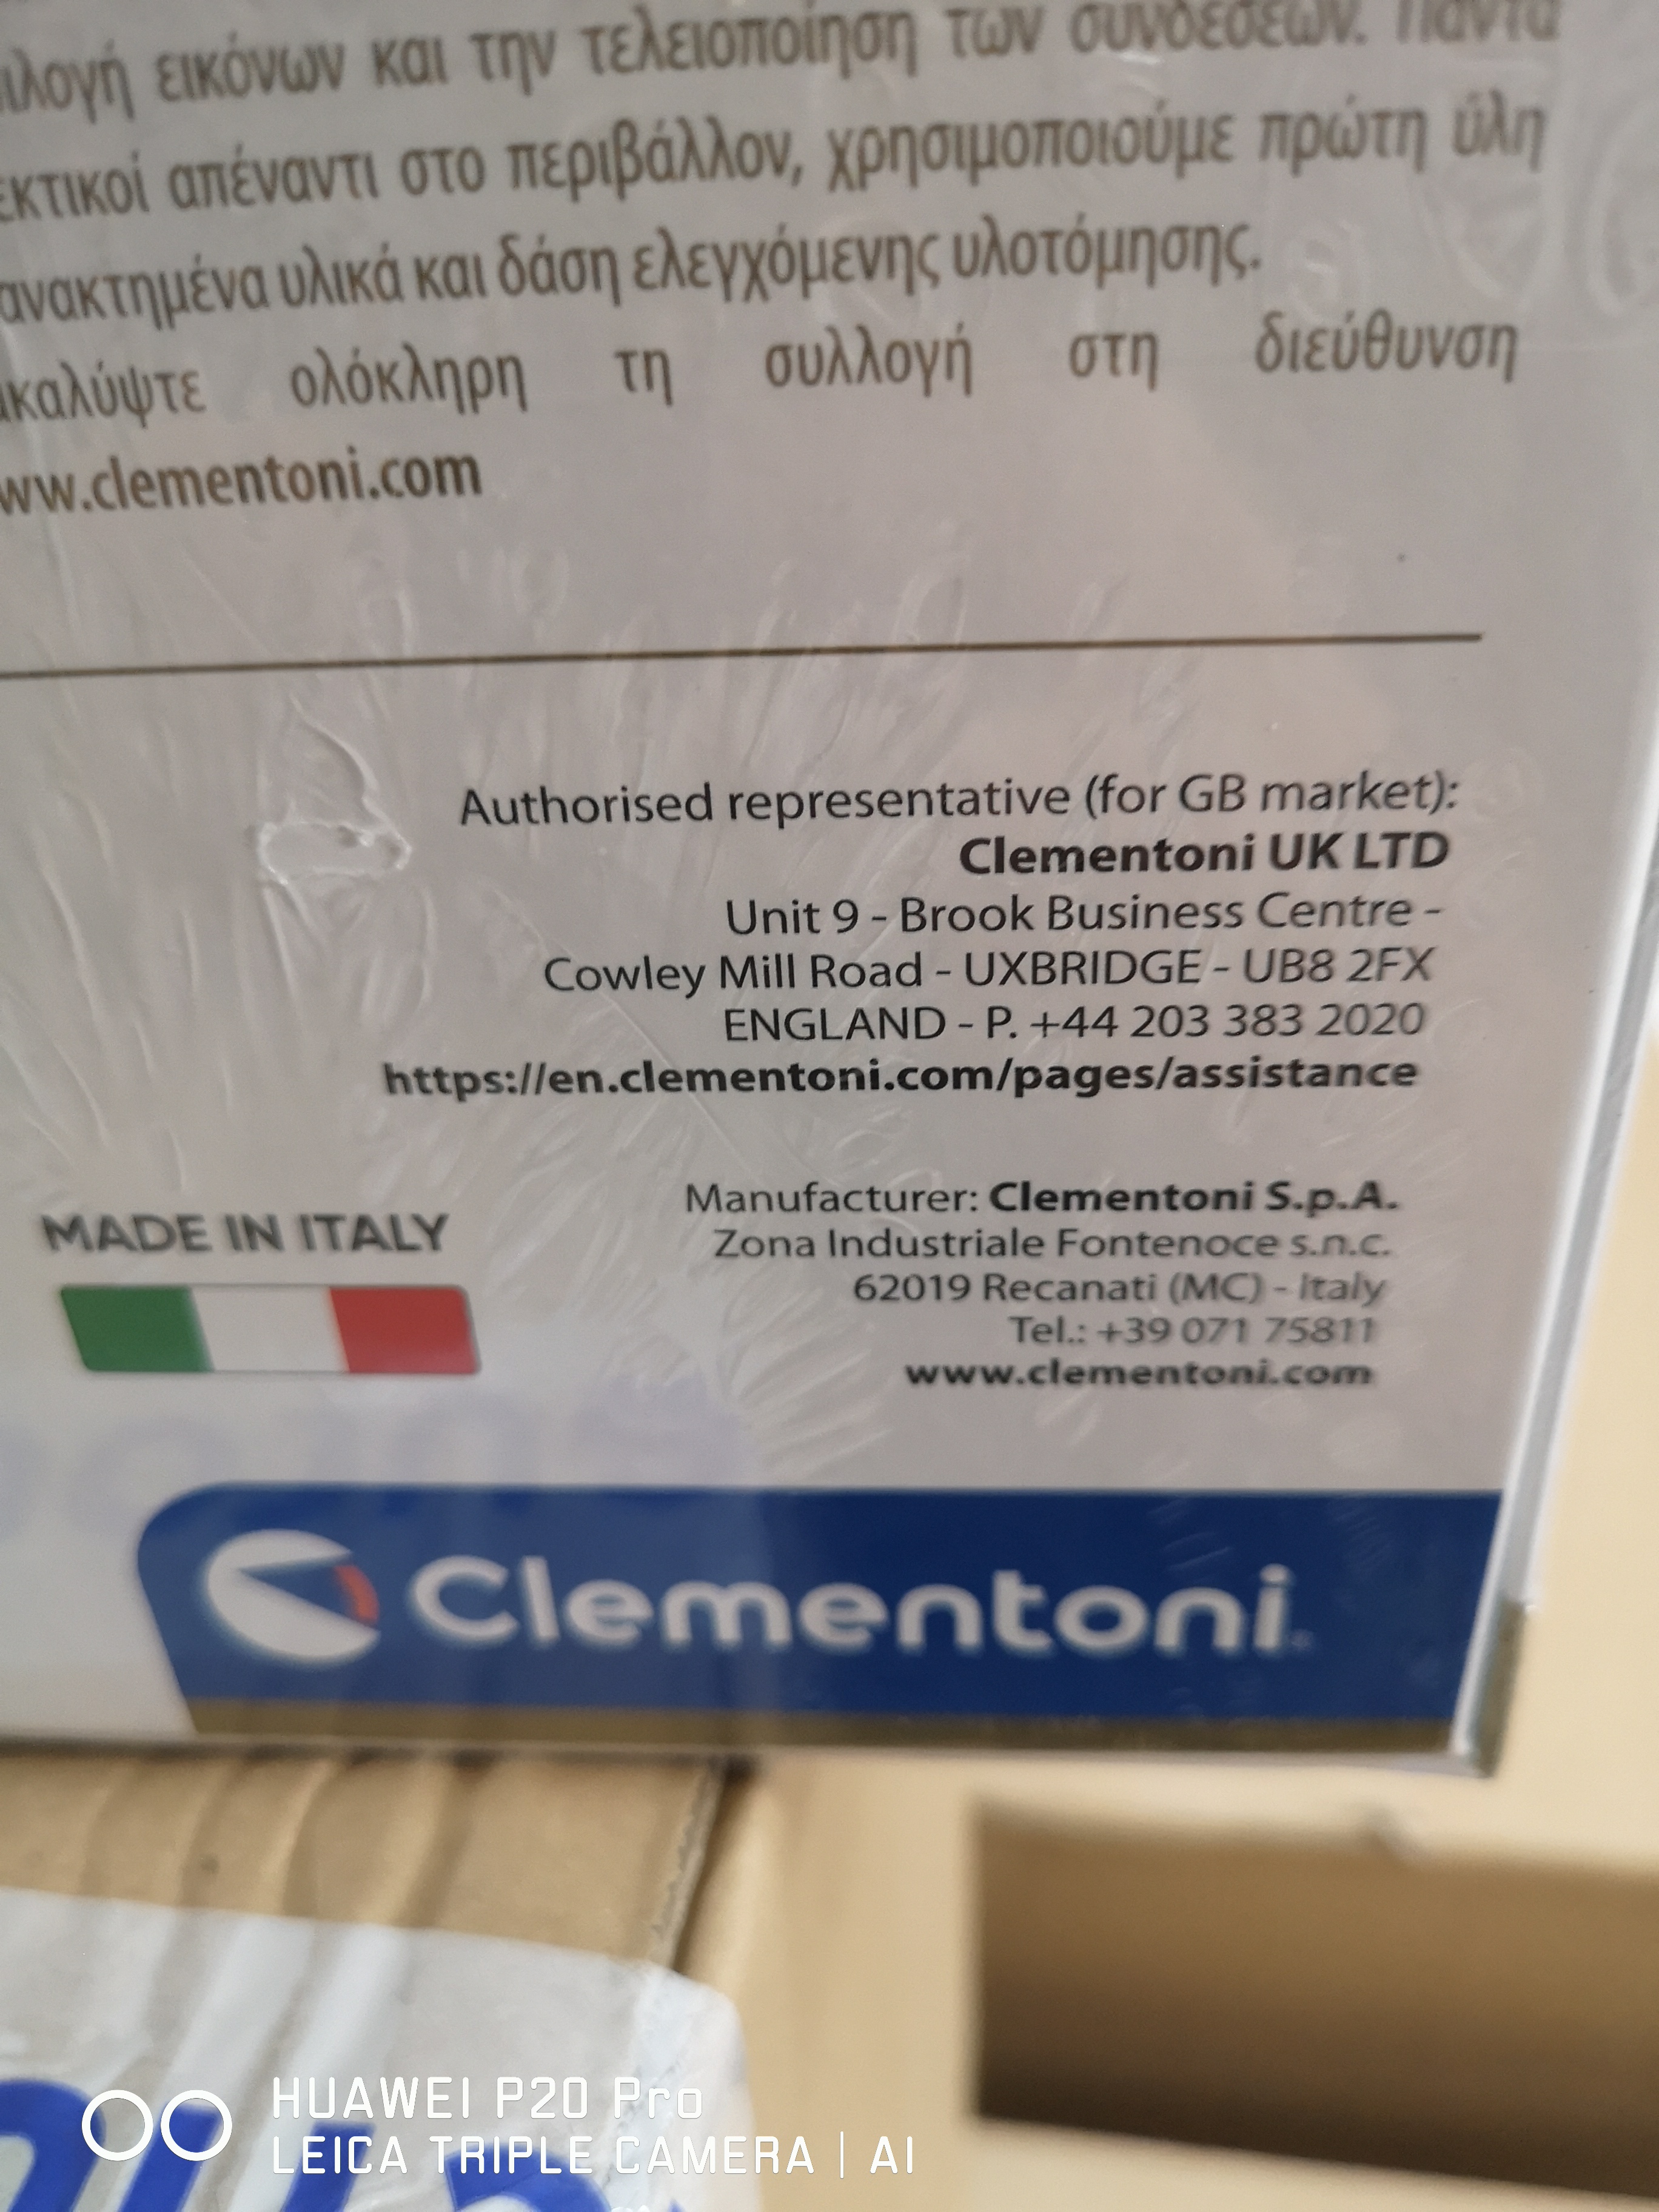 εικόνων και την τελειοποίηση των συνδέσεων. Πάντα
απέναντι στο περιβάλλον, χρησιμοποιούμε πρώτη ύλη
υλικά και δάση ελεγχόμενης υλοτόμησης.
ολόκληρη τη συλλογή στη διεύθυνση
ww.clementoni.com
Authorised representative (for GB market):
Clementoni UK LTD
Unit 9 - Brook Business Centre -
Cowley Mill Road - UXBRIDGE - UB8 2FX
ENGLAND - P. +44 203 383 2020
https://en.clementoni.com/pages/assistance
MADE IN ITALY
Manufacturer: Clementoni S.p.A.
Zona Industriale Fontenoce s.n.c.
62019 Recanati (MC) - Italy
Tel.: +39 071 75811
www.clementoni.com
Clementoni
HUAWEI P20 Pro
LEICA TRIPLE CAMERA | AI